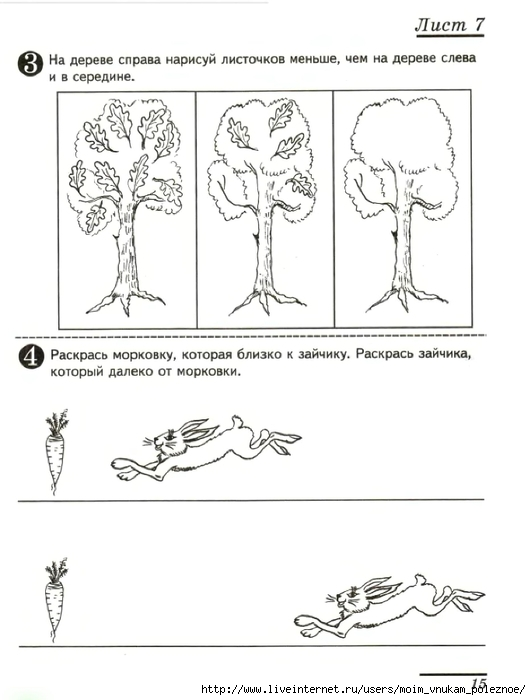 Лист 7
3 На дереве справа нарисуй листочков меньше, чем на дереве слева
и в середине.
4 Раскрась морковку, которая близко к зайчику. Раскрась зайчика,
который далеко от морковки.
15
http://www.liveinternet.ru/users/moim_vnukam_poleznoe/